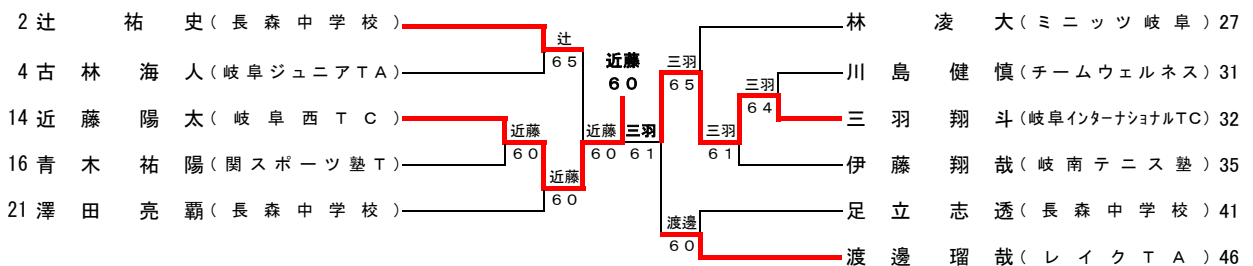 2 辻 祐 史 (長森中学校)
4 古林海人 (岐阜ジュニアTA)
14 近藤陽太 (岐阜西TC)
16 青木祐陽 (関スポーツ塾T)
21 澤田亮覇 (長森中学校)
辻
65
近藤
60
近藤
60
近藤
60
近藤
60
三羽
61
三羽
65
三羽
61
三羽
64
渡邊
60
林 凌 大 (ミニッツ岐阜) 27
川島健慎 (チームウェルネス) 31
三羽翔斗 (岐阜インターナショナルTC) 32
伊藤翔哉 (岐南テニス塾) 35
足立志透 (長森中学校) 41
渡邊瑠哉 (レイクTA) 46